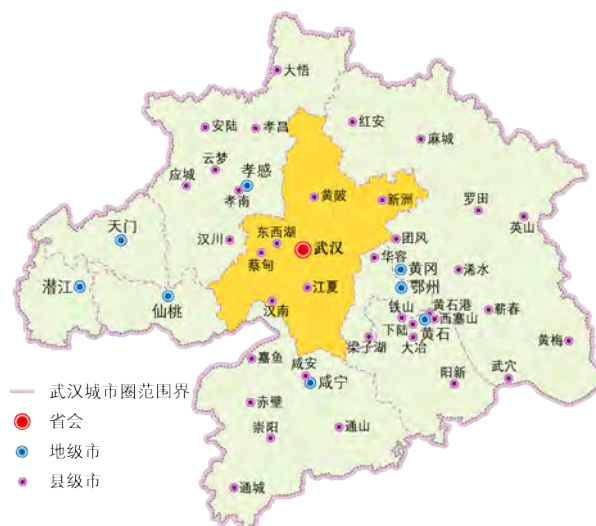 大悟
安陆
孝昌
红安
麻城
云梦
应城
孝感
孝南
黄陂
新洲
罗田
英山
天门
汉川
东西湖
武汉
团风
蔡甸
华容
黄冈
浠水
潜江
仙桃
汉南
江夏
鄂州
铁山
黄石港
西塞山
蕲春
下陆
黄石
梁子湖
大冶
黄梅
嘉鱼
咸安
咸宁
阳新
武穴
赤壁
崇阳
通山
通城
武汉城市圈范围界
省会
地级市
县级市